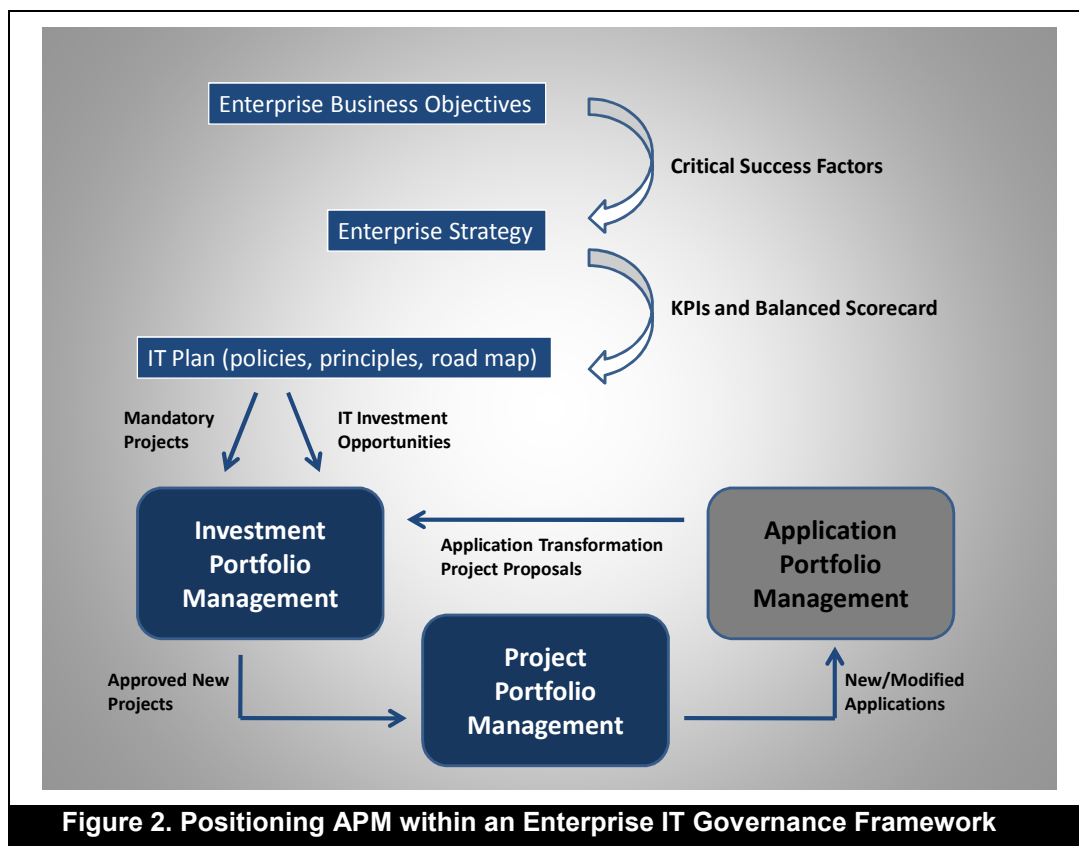 Enterprise Business Objectives
Critical Success Factors
Enterprise Strategy
KPIs and Balanced Scorecard
IT Plan (policies, principles, road map)
Mandatory
Projects
IT Investment
Opportunities
Investment
Portfolio
Management
Application Transformation
Project Proposals
Application
Portfolio
Management
Approved New
Projects
Project
Portfolio
Management
New/Modified
Applications
Figure 2. Positioning APM within an Enterprise IT Governance Framework